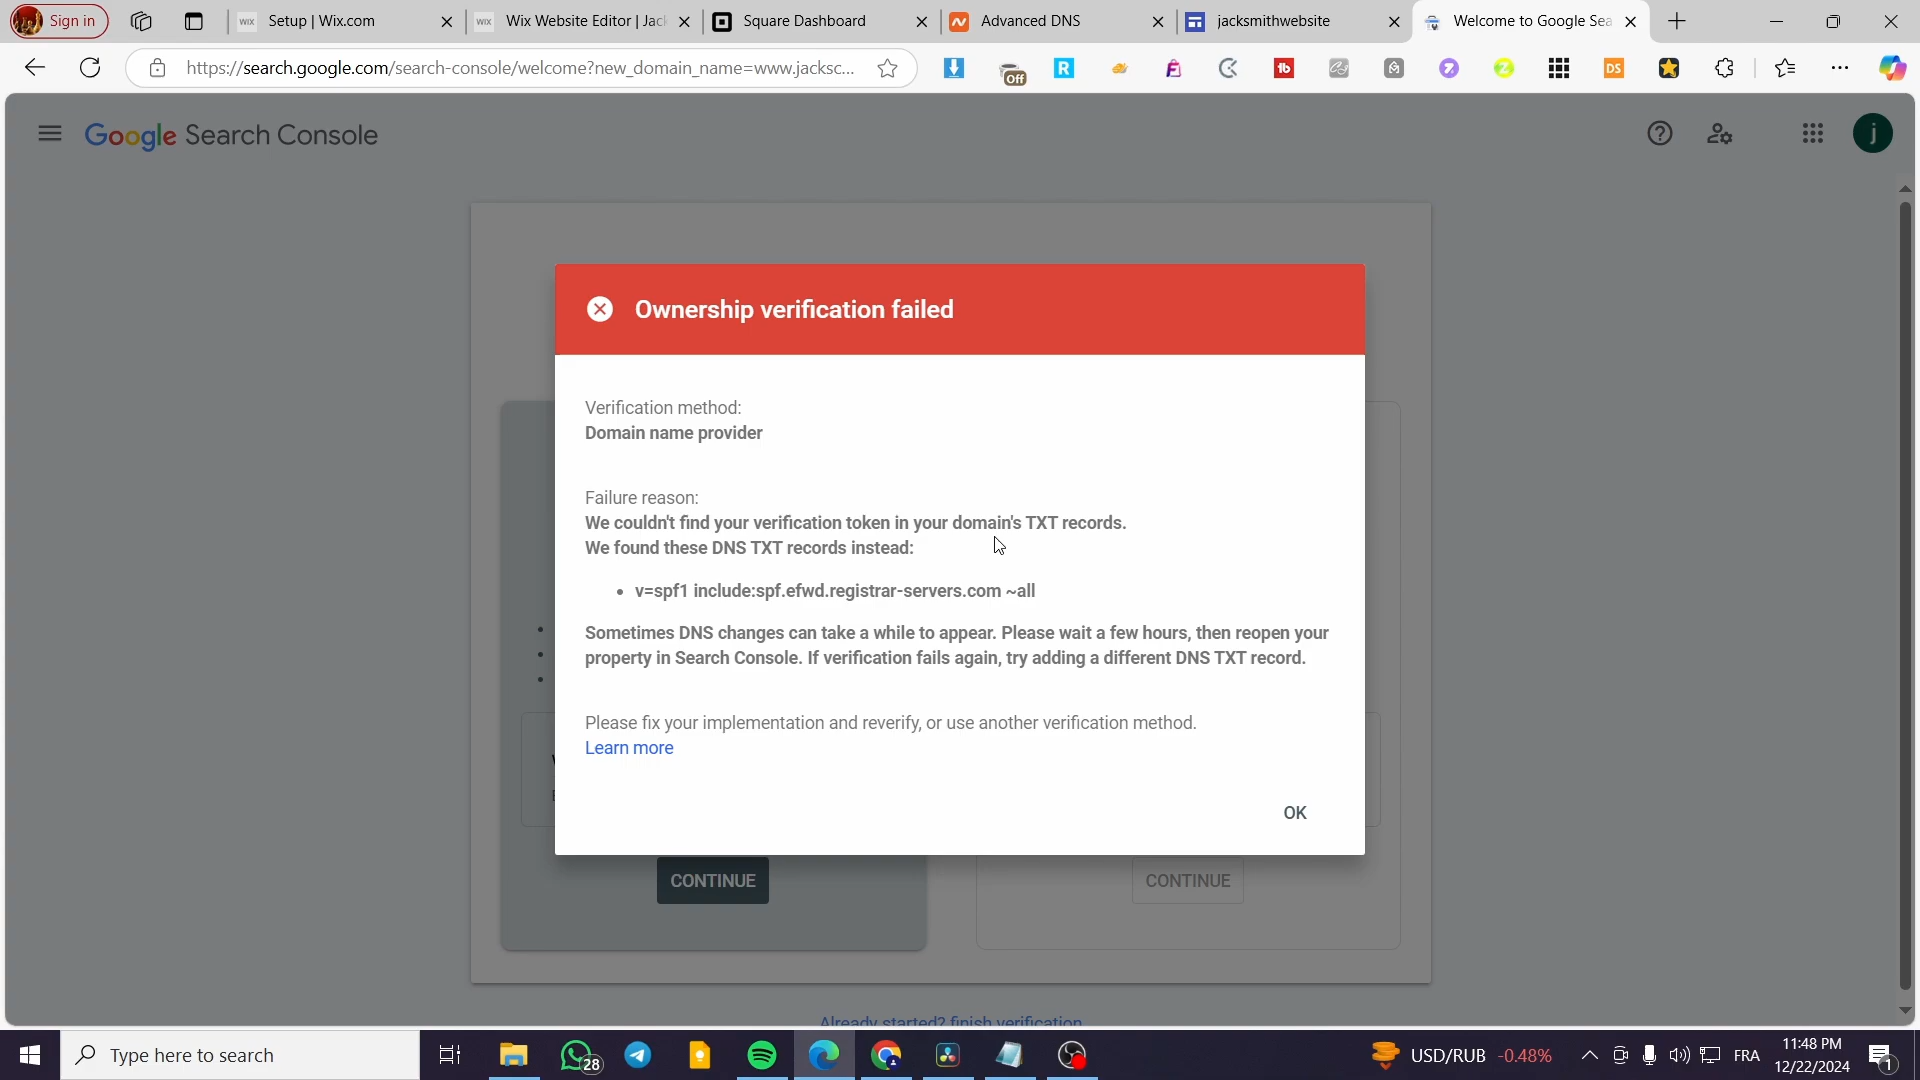 Sign in
WIX Setup | Wix.com
WIX Wix Website Editor | Jack
Square Dashboard
Advanced DNS
jacksmithwebsite
Welcome to Google Sea
https://search.google.com/search-console/welcome?new_domain_name=www.jacksc...
Off
R
DS
Google Search Console
j
Ownership verification failed
Verification method:
Domain name provider
Failure reason:
We couldn't find your verification token in your domain's TXT records.
We found these DNS TXT records instead:
• v=spf1 include:spf.efwd.registrar-servers.com ~all
Sometimes DNS changes can take a while to appear. Please wait a few hours, then reopen your
property in Search Console. If verification fails again, try adding a different DNS TXT record.
Please fix your implementation and reverify, or use another verification method.
Learn more
OK
CONTINUE
CONTINUE
Already started? finish verification
Type here to search
28
USD/RUB -0.48%
FRA
11:48 PM
12/22/2024
1